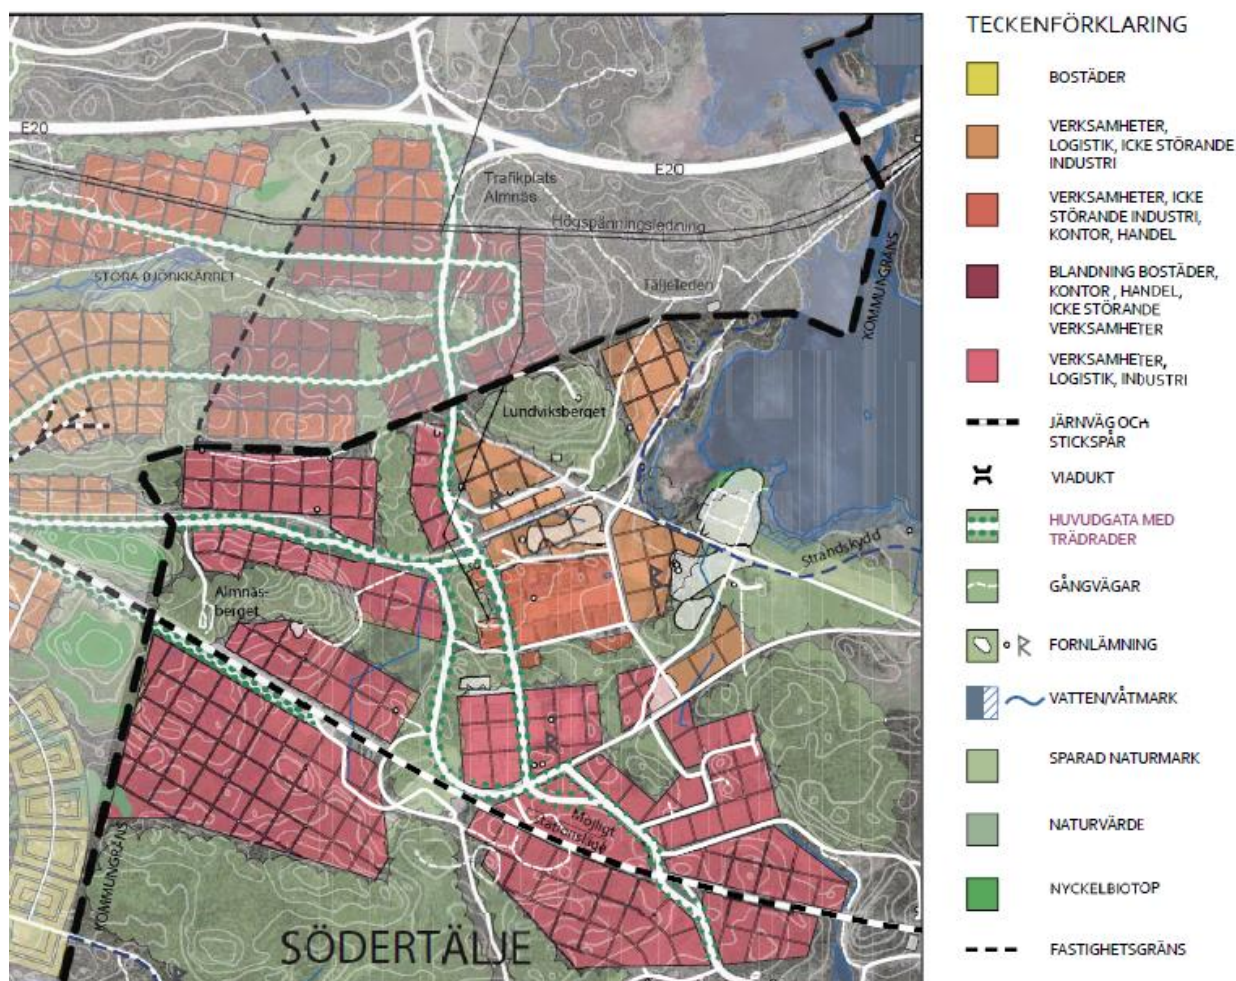 E20
E20
Trafikplats
Almnäs
Högspänningsledning
STORA BJÖRKKÄRRET
Täljeleden
KOMMUNGRÄNS
Lundviksberget
Strandskydd
Almnäs-
berget
Möjligt
stationsläge
KOMMUNGRÄNS
SÖDERTÄLJE
TECKENFÖRKLARING
BOSTÄDER
VERKSAMHETER,
LOGISTIK, ICKE STÖRANDE
INDUSTRI
VERKSAMHETER, ICKE
STÖRANDE INDUSTRI,
KONTOR, HANDEL
BLANDNING BOSTÄDER,
KONTOR , HANDEL,
ICKE STÖRANDE
VERKSAMHETER
VERKSAMHETER,
LOGISTIK, INDUSTRI
JÄRNVÄG OCH
STICKSPÅR
VIADUKT
HUVUDGATA MED
TRÄDRADER
GÅNGVÄGAR
R FORNLÄMNING
VATTEN/VÅTMARK
SPARAD NATURMARK
NATURVÄRDE
NYCKELBIOTOP
FASTIGHETSGRÄNS